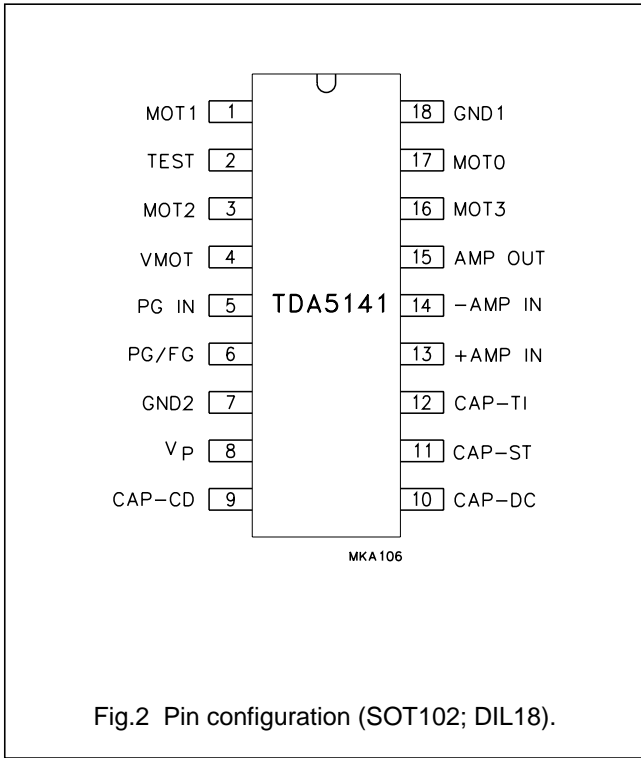 MOT1 1 18 GND1
TEST 2 17 MOT0
MOT2 3 16 MOT3
VMOT 4 15 AMP OUT
PG IN 5 TDA5141 14 -AMP IN
PG/FG 6 13 +AMP IN
GND2 7 12 CAP-TI
VP 8 11 CAP-ST
CAP-CD 9 10 CAP-DC
MKA106
Fig.2 Pin configuration (SOT102; DIL18).